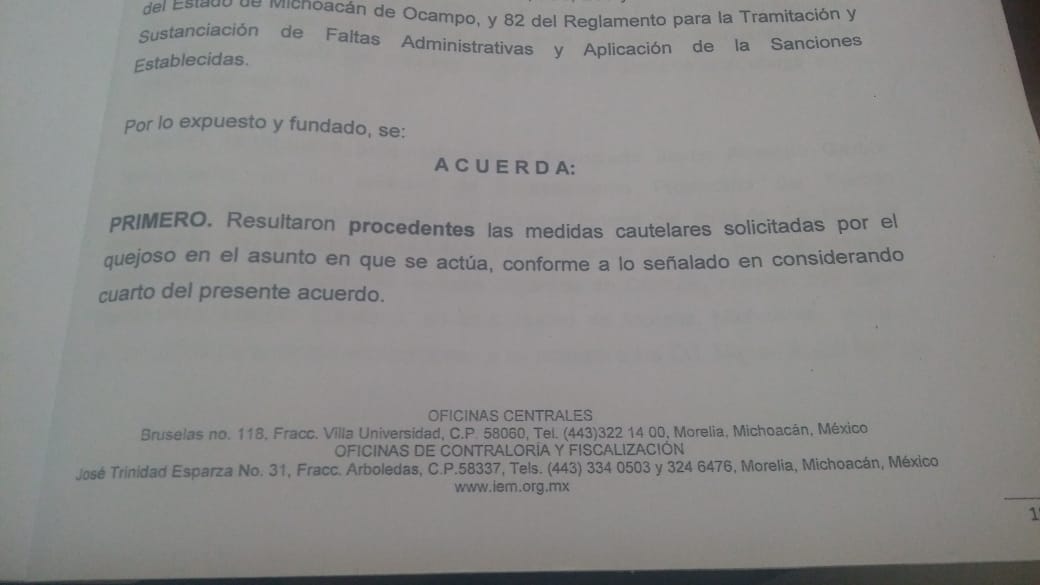 del Estado de Michoacán de Ocampo, y 82 del Reglamento para la Tramitación y
Sustanciación de Faltas Administrativas y Aplicación de la Sanciones
Establecidas.
Por lo expuesto y fundado, se:
A C U E R D A:
PRIMERO. Resultaron procedentes las medidas cautelares solicitadas por el
quejoso en el asunto en que se actúa, conforme a lo señalado en considerando
cuarto del presente acuerdo.
OFICINAS CENTRALES
Bruselas no. 118, Fracc. Villa Universidad, C.P. 58060, Tel. (443)322 14 00, Morelia, Michoacán, México
OFICINAS DE CONTRALORÍA Y FISCALIZACIÓN
José Trinidad Esparza No. 31, Fracc. Arboledas, C.P.58337, Tels. (443) 334 0503 y 324 6476, Morelia, Michoacán, México
www.iem.org.mx